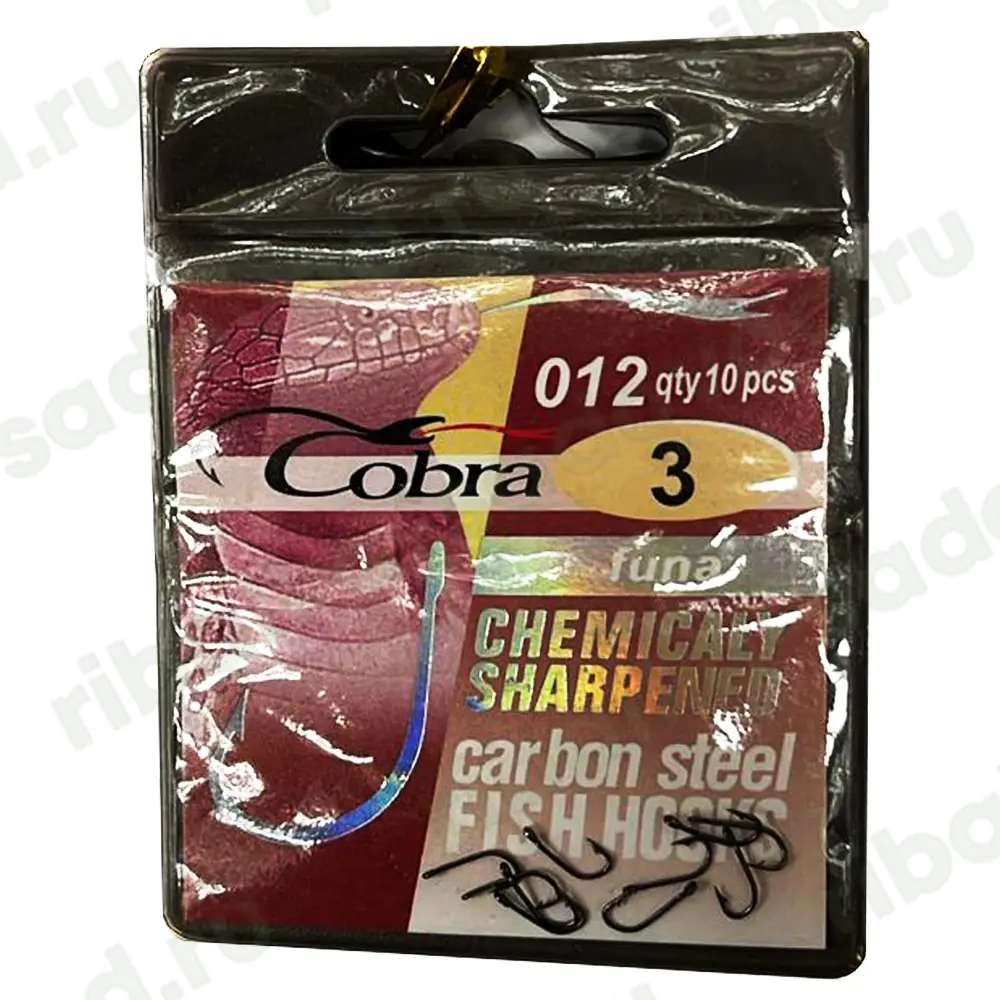 012 qty 10 pcs
Cobra
3
funa
CHEMICALY
SHARPENED
carbon steel
FISH HOOKS